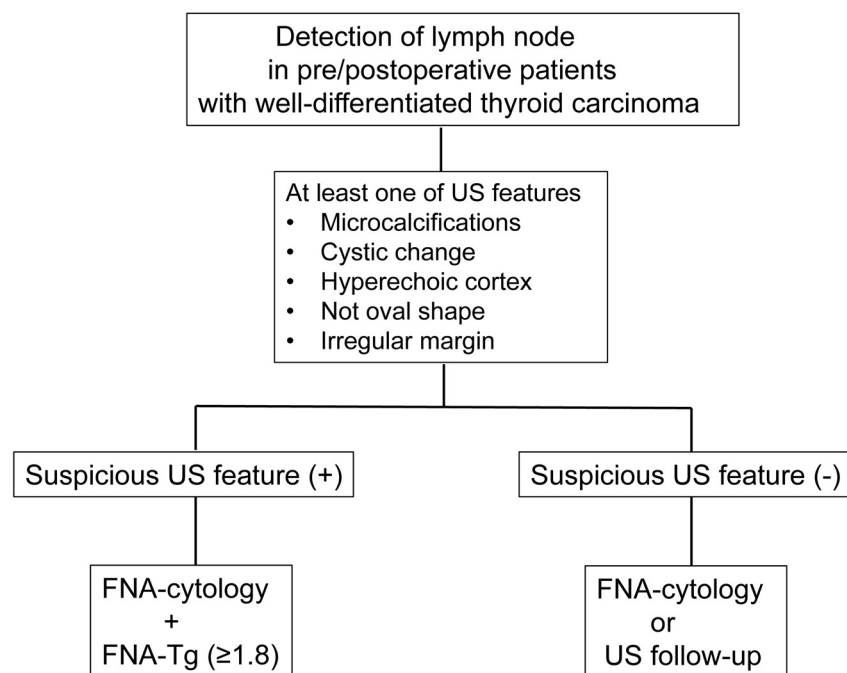 Detection of lymph node
in pre/postoperative patients
with well-differentiated thyroid carcinoma
At least one of US features
• Microcalcifications
• Cystic change
• Hyperechoic cortex
• Not oval shape
• Irregular margin
Suspicious US feature (+)
Suspicious US feature (-)
FNA-cytology
+
FNA-Tg (≥1.8)
FNA-cytology
or
US follow-up